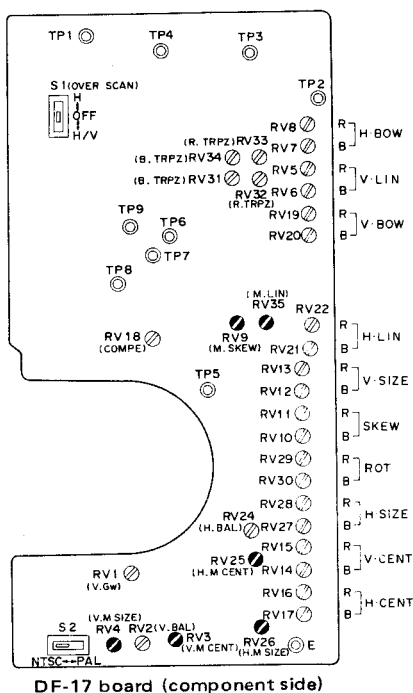 TP1
TP4
TP3
S1(OVER SCAN)
H
OFF
H/V
TP2
RV8 R
H·BOW
RV7 B
(R.TRPZ)RV33
(B.TRPZ)RV34
RV5 R
V·LIN
(B.TRPZ)RV31
RV6 B
RV32
(R.TRPZ)
RV19 R
V·BOW
RV20 B
TP9
TP6
TP7
TP8
(M.LIN)
RV35
RV22 R
H·LIN
RV9
(M.SKEW)
RV21 B
RV18
(COMPE)
RV13 R
V·SIZE
RV12 B
TP5
RV11 R
SKEW
RV10 B
RV29 R
ROT
RV30 B
RV28 R
H·SIZE
RV24
(H.BAL)
RV27 B
RV15 R
V·CENT
RV25
(H.M CENT)
RV14 B
RV1
(V.Gw)
RV16 R
H·CENT
RV17 B
(V.M SIZE)
RV4
RV2
(V.BAL)
RV3
(V.M CENT)
RV26
(H.M SIZE)
E
S2
NTSC↔PAL
DF-17 board (component side)